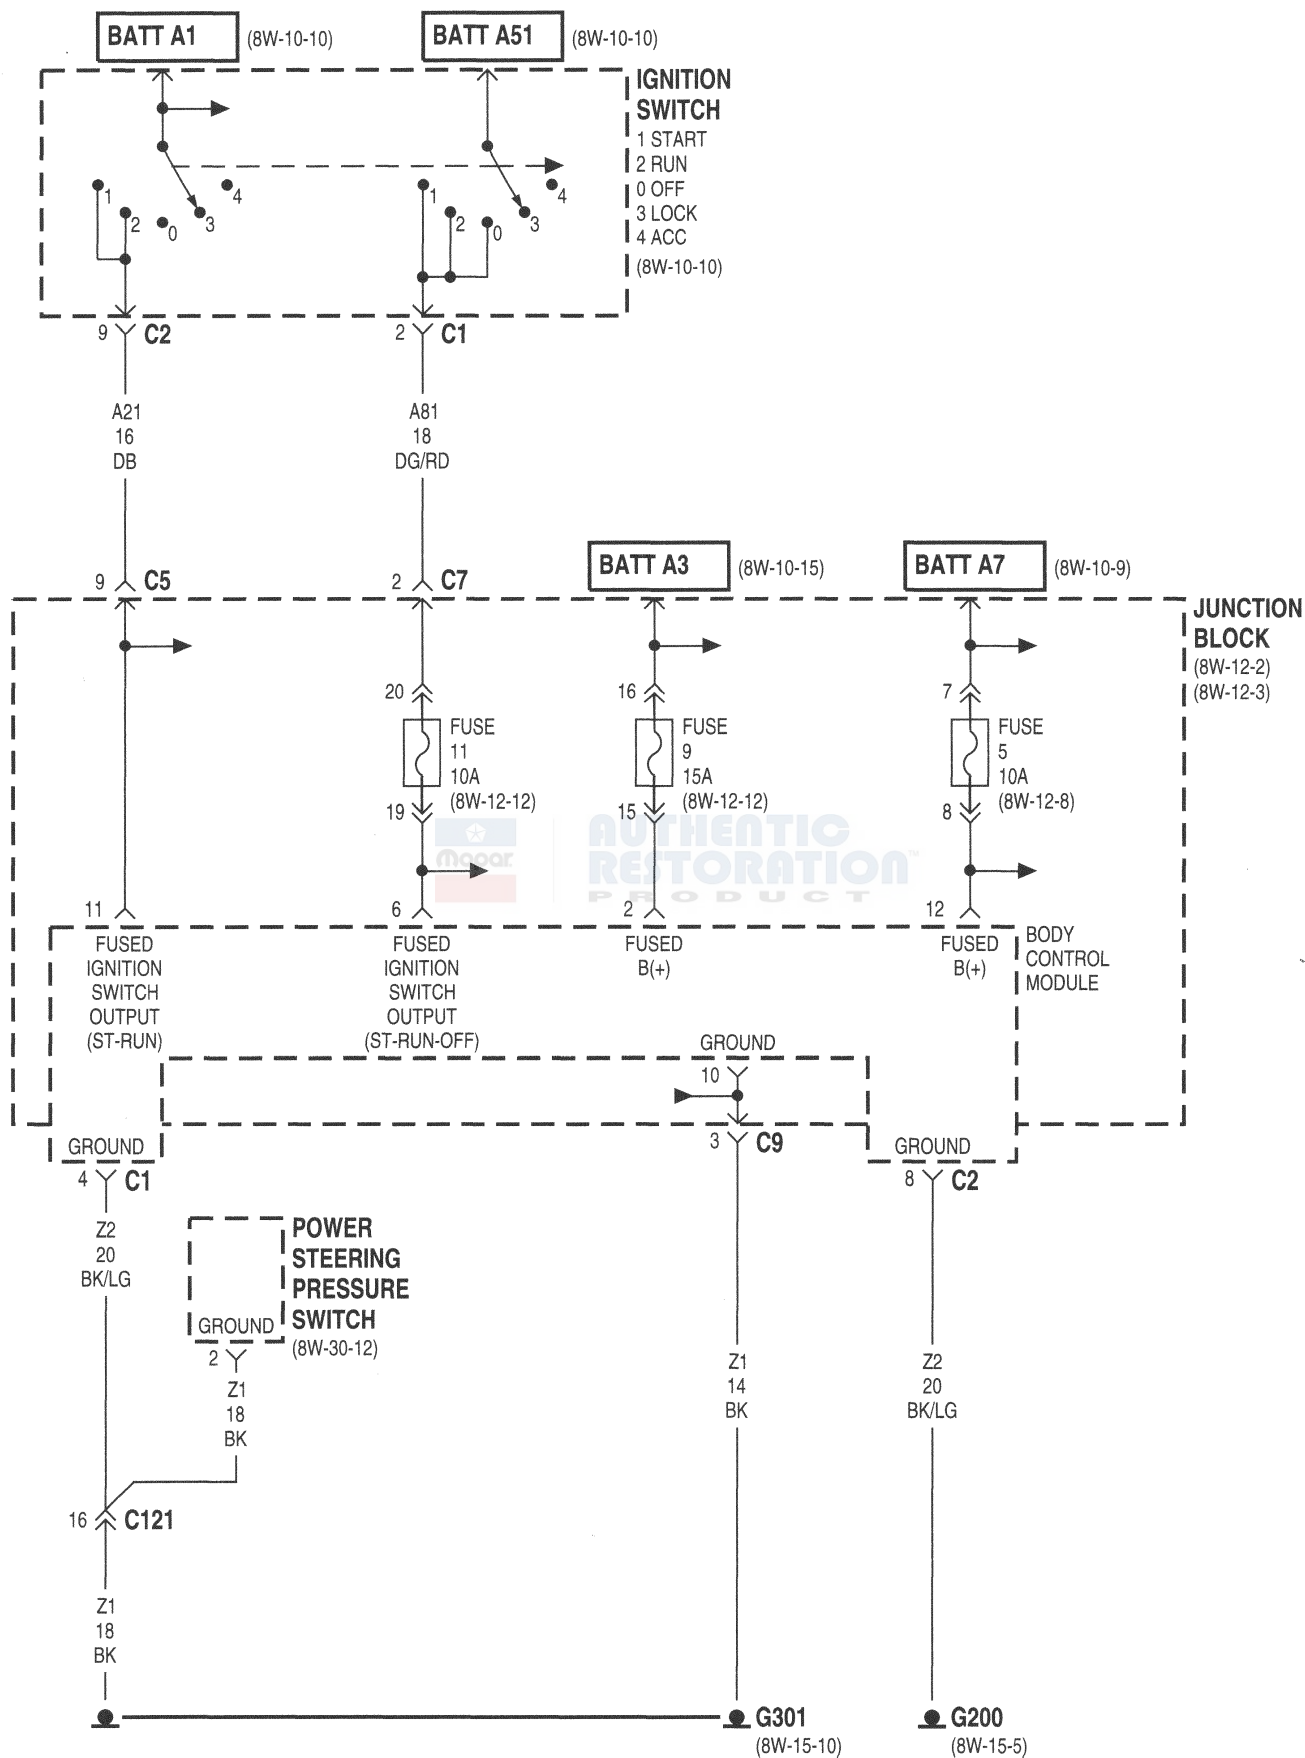 BATT A1 (8W-10-10) BATT A51 (8W-10-10)
IGNITION
SWITCH
1 START
2 RUN
0 OFF
3 LOCK
4 ACC
(8W-10-10)
1 2 0 3 4
1 2 0 3 4
9 C2 2 C1
A21
16
DB
A81
18
DG/RD
9 C5 2 C7
BATT A3 (8W-10-15) BATT A7 (8W-10-9)
JUNCTION
BLOCK
(8W-12-2)
(8W-12-3)
20 16 7
FUSE
11
10A
(8W-12-12)
FUSE
9
15A
(8W-12-12)
FUSE
5
10A
(8W-12-8)
19 15 8
Mopar
AUTHENTIC
RESTORATION™
PRODUCT
11 6 2 12
FUSED
IGNITION
SWITCH
OUTPUT
(ST-RUN)
FUSED
IGNITION
SWITCH
OUTPUT
(ST-RUN-OFF)
FUSED
B(+)
FUSED
B(+)
BODY
CONTROL
MODULE
GROUND
10
GROUND
3 C9
GROUND
4 C1
8 C2
Z2
20
BK/LG
POWER
STEERING
PRESSURE
SWITCH
(8W-30-12)
GROUND
2
Z1
18
BK
Z1
14
BK
Z2
20
BK/LG
16 C121
Z1
18
BK
G301
(8W-15-10)
G200
(8W-15-5)